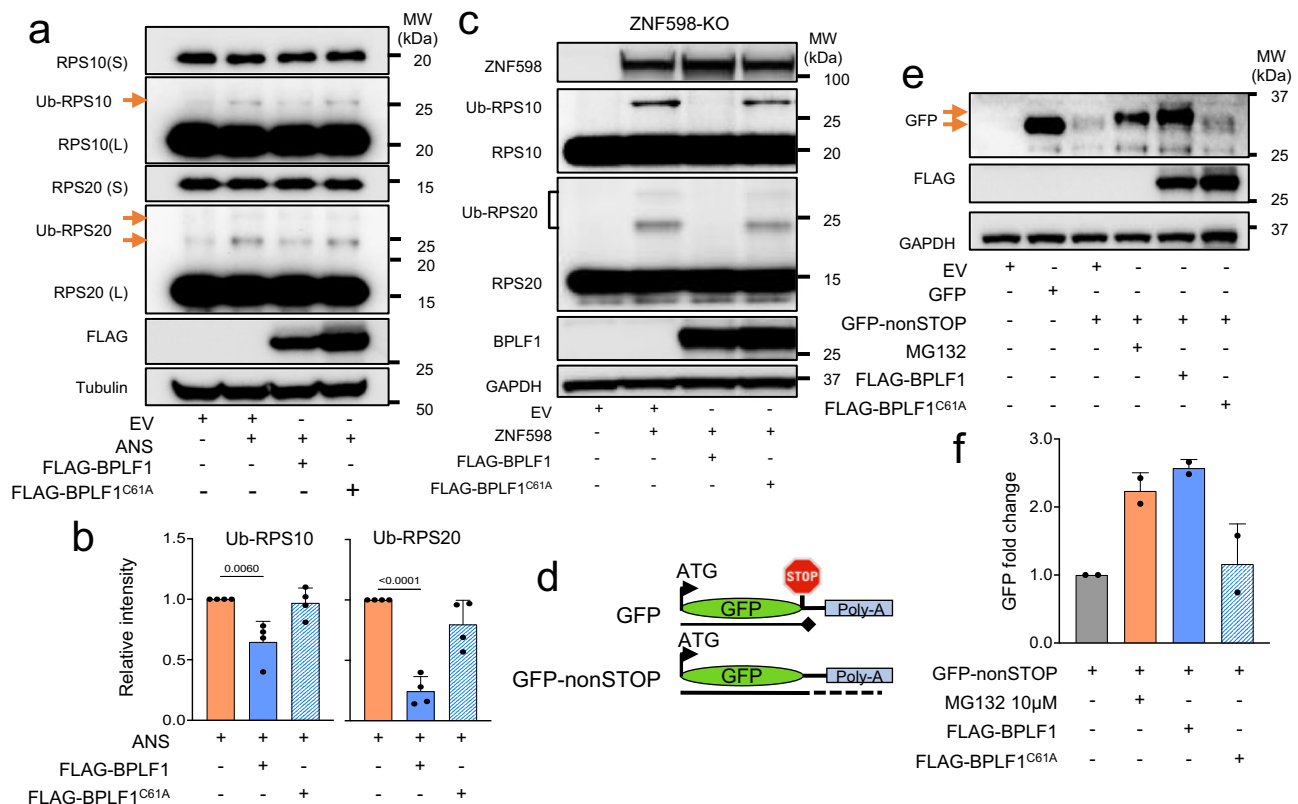 a
MW
(kDa)
RPS10(S)
20
Ub-RPS10
25
RPS10(L)
20
RPS20 (S)
15
Ub-RPS20
25
20
RPS20 (L)
15
FLAG
25
Tubulin
50
EV + + - -
ANS - + + +
FLAG-BPLF1 - - + -
FLAG-BPLF1C61A - - - +
b
Ub-RPS10 Ub-RPS20
Relative intensity
1.5
1.0
0.5
0.0
0.0060
<0.0001
ANS + + + + + +
FLAG-BPLF1 - + - - + -
FLAG-BPLF1C61A - - + - - +
c
ZNF598-KO
MW
(kDa)
ZNF598
100
Ub-RPS10
25
RPS10
20
Ub-RPS20
25
RPS20
15
BPLF1
25
GAPDH
37
EV + + - -
ZNF598 - + + +
FLAG-BPLF1 - - + -
FLAG-BPLF1C61A - - - +
d
ATG
STOP
GFP
GFP
Poly-A
ATG
GFP-nonSTOP
GFP
Poly-A
e
MW
(kDa)
37
GFP
25
FLAG
25
GAPDH
37
EV + - + - - -
GFP - + - - - -
GFP-nonSTOP - - + + + +
MG132 - - - + - -
FLAG-BPLF1 - - - - + -
FLAG-BPLF1C61A - - - - - +
f
GFP fold change
3.0
2.0
1.0
0.0
GFP-nonSTOP + + + +
MG132 10µM - + - -
FLAG-BPLF1 - - + -
FLAG-BPLF1C61A - - - +